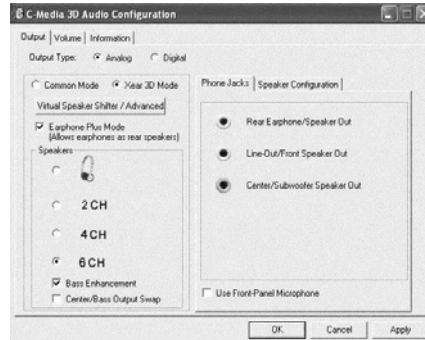 C-Media 3D Audio Configuration
Output Volume Information
Output Type: Analog Digital
Common Mode Xear 3D Mode
Virtual Speaker Shifter / Advanced
Earphone Plus Mode
(Allows earphones as rear speakers)
Speakers
2 CH
4 CH
6 CH
Bass Enhancement
Center/Bass Output Swap
Phone Jacks Speaker Configuration
Rear Earphone/Speaker Out
Line-Out/Front Speaker Out
Center/Subwoofer Speaker Out
Use Front-Panel Microphone
OK Cancel Apply